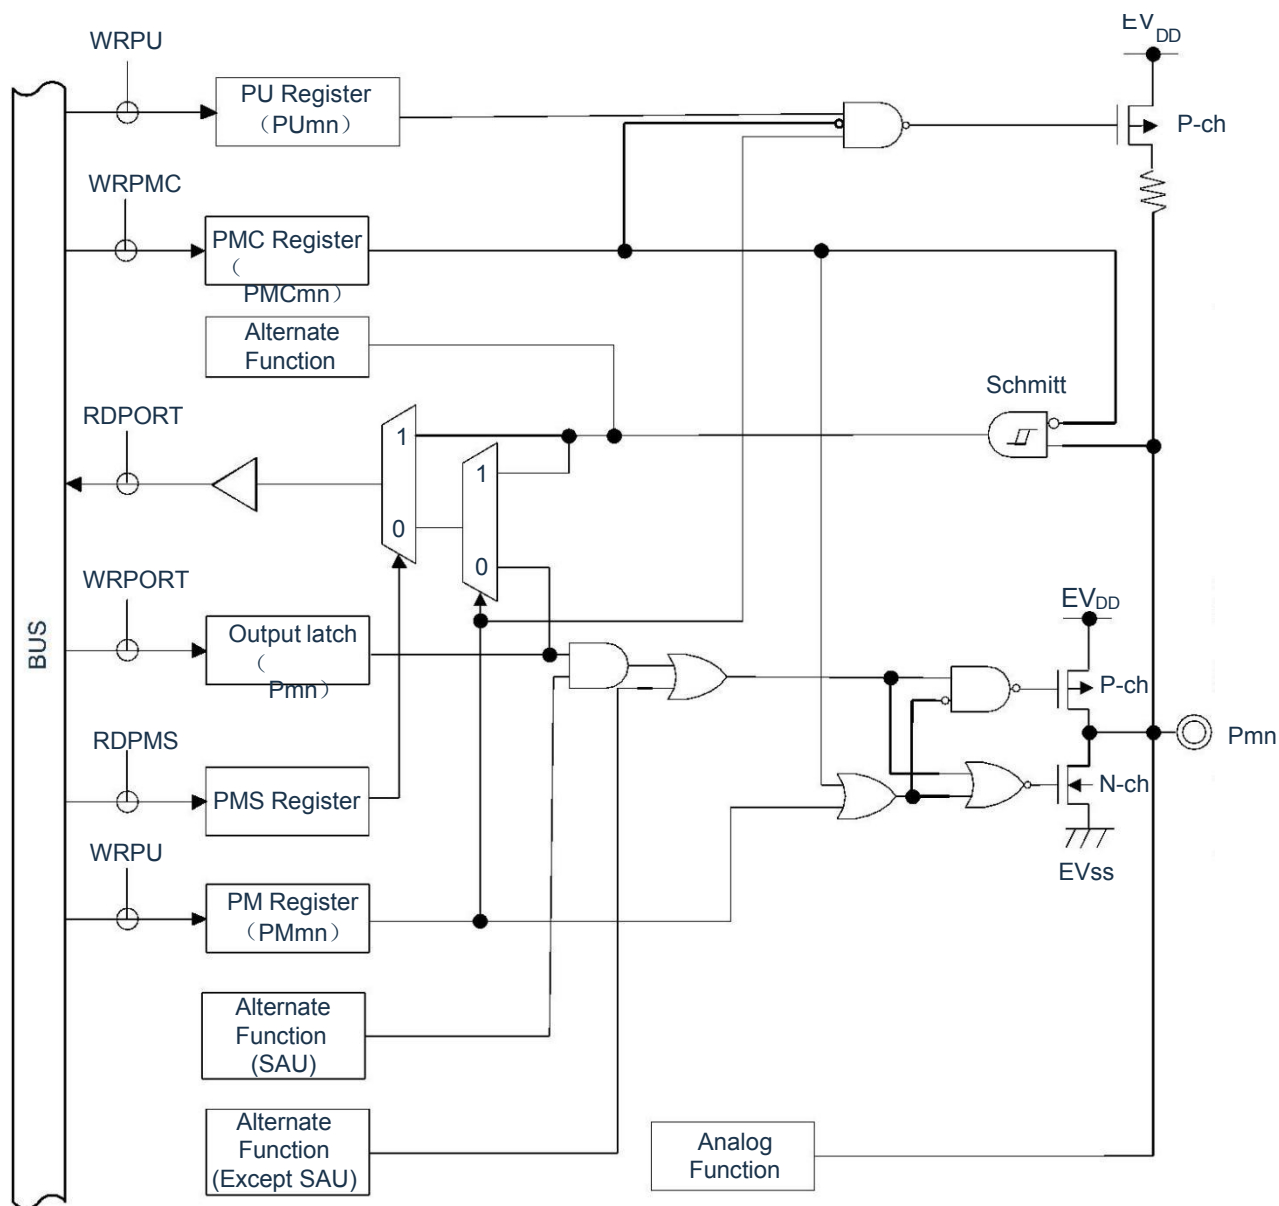 EVDD
WRPU
PU Register
（PUmn）
P-ch
WRPMC
PMC Register
（
PMCmn）
Alternate
Function
Schmitt
RDPORT
1
1
0
0
WRPORT
EVDD
BUS
Output latch
（
Pmn）
P-ch
RDPMS
Pmn
PMS Register
N-ch
WRPU
EVss
PM Register
（PMmn）
Alternate
Function
(SAU)
Alternate
Function
(Except SAU)
Analog
Function